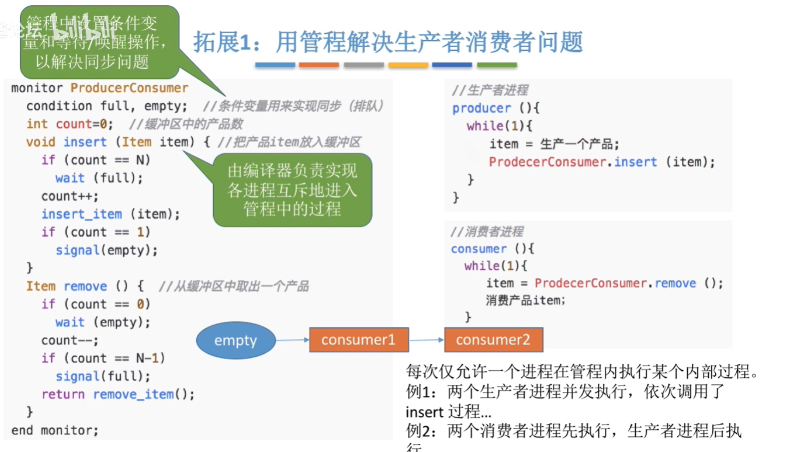 管程中设置条件变
量和等待/唤醒操作，
以解决同步问题
bilibili
拓展1：用管程解决生产者消费者问题
monitor ProducerConsumer
condition full, empty; //条件变量用来实现同步（排队）
int count=0; //缓冲区中的产品数
void insert (Item item) { //把产品item放入缓冲区
if (count == N)
wait (full);
count++;
insert_item (item);
if (count == 1)
signal(empty);
}
Item remove () { //从缓冲区中取出一个产品
if (count == 0)
wait (empty);
count--;
if (count == N-1)
signal(full);
return remove_item();
}
end monitor;
由编译器负责实现
各进程互斥地进入
管程中的过程
//生产者进程
producer (){
while(1){
item = 生产一个产品;
ProdecerConsumer.insert (item);
}
}
//消费者进程
consumer (){
while(1){
item = ProdecerConsumer.remove ();
消费产品item;
}
empty
consumer1
consumer2
每次仅允许一个进程在管程内执行某个内部过程。
例1：两个生产者进程并发执行，依次调用了
insert 过程...
例2：两个消费者进程先执行，生产者进程后执